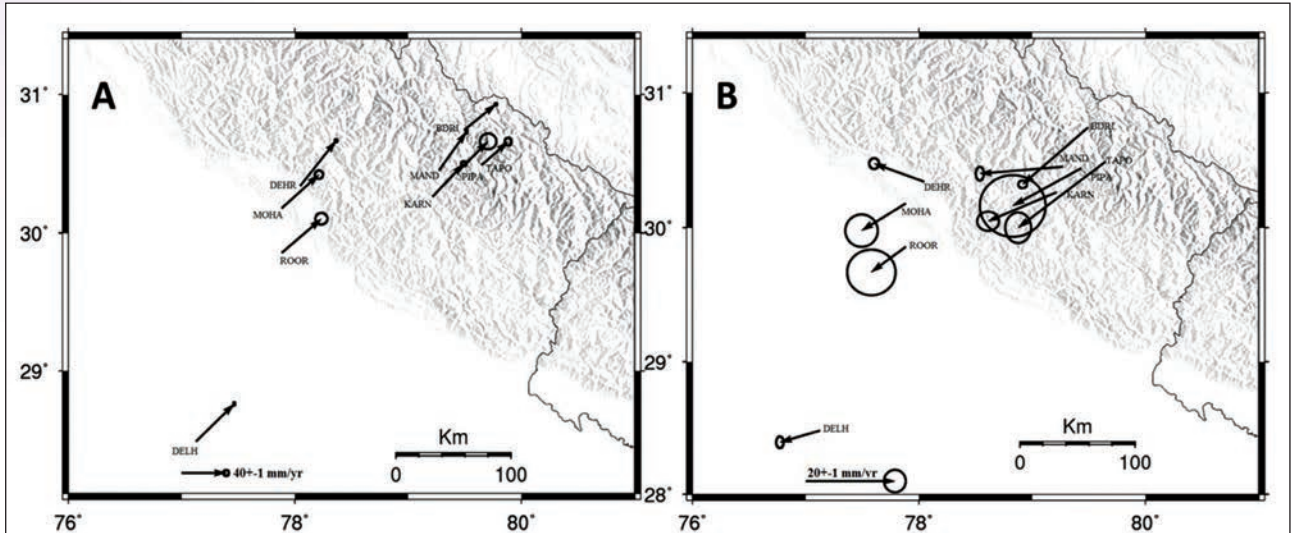 A
31°
30°
29°
BDRI
DEHR
MAND
PIPA
TAPO
KARN
MOHA
ROOR
DELH
40+-1 mm/yr
Km
0 100
76° 78° 80°
B
31°
30°
29°
28°
BDRI
MAND
TAPO
PIPA
KARN
DEHR
MOHA
ROOR
DELH
20+-1 mm/yr
Km
0 100
76° 78° 80°